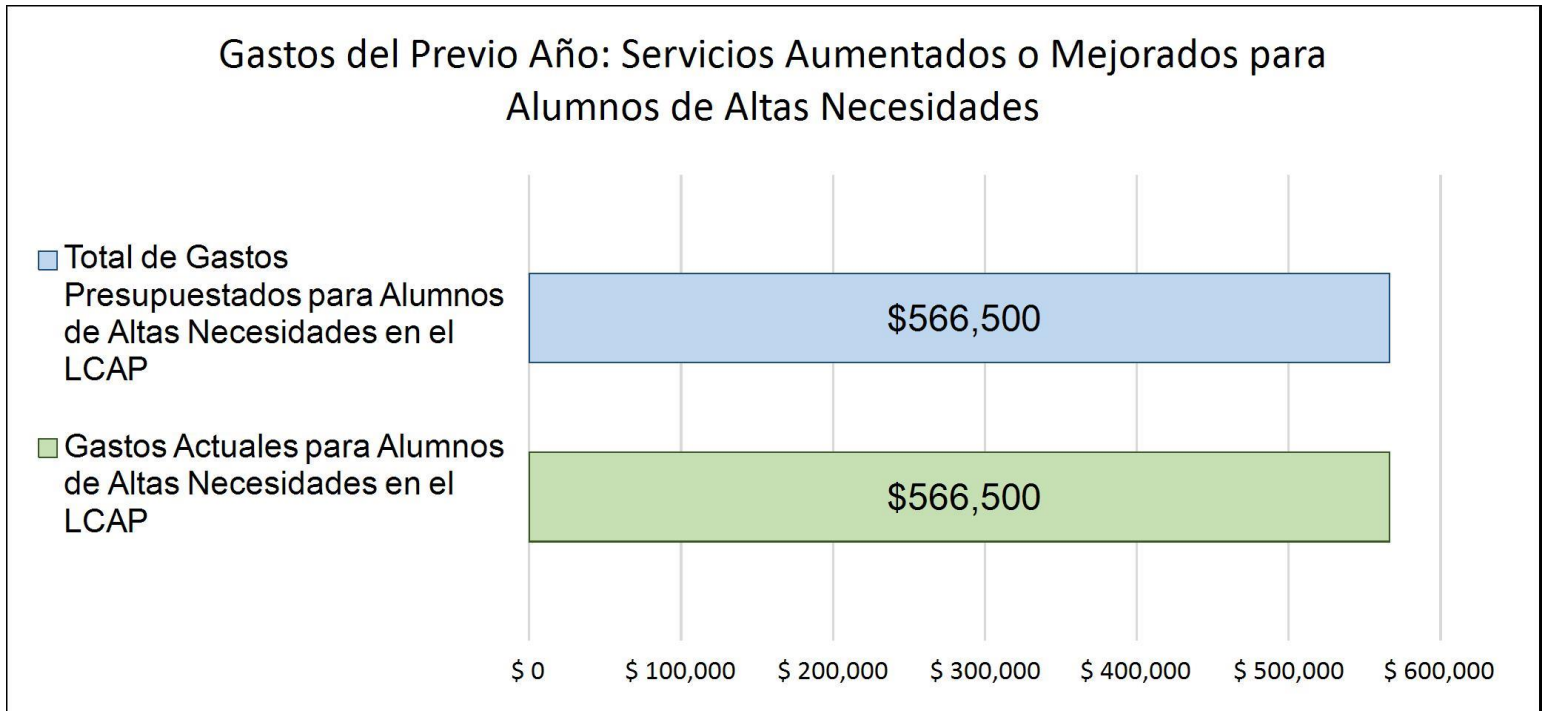 Gastos del Previo Año: Servicios Aumentados o Mejorados para
Alumnos de Altas Necesidades
Total de Gastos
Presupuestados para Alumnos
de Altas Necesidades en el
LCAP
$566,500
Gastos Actuales para Alumnos
de Altas Necesidades en el
LCAP
$566,500
$ 0 $ 100,000 $ 200,000 $ 300,000 $ 400,000 $ 500,000 $ 600,000